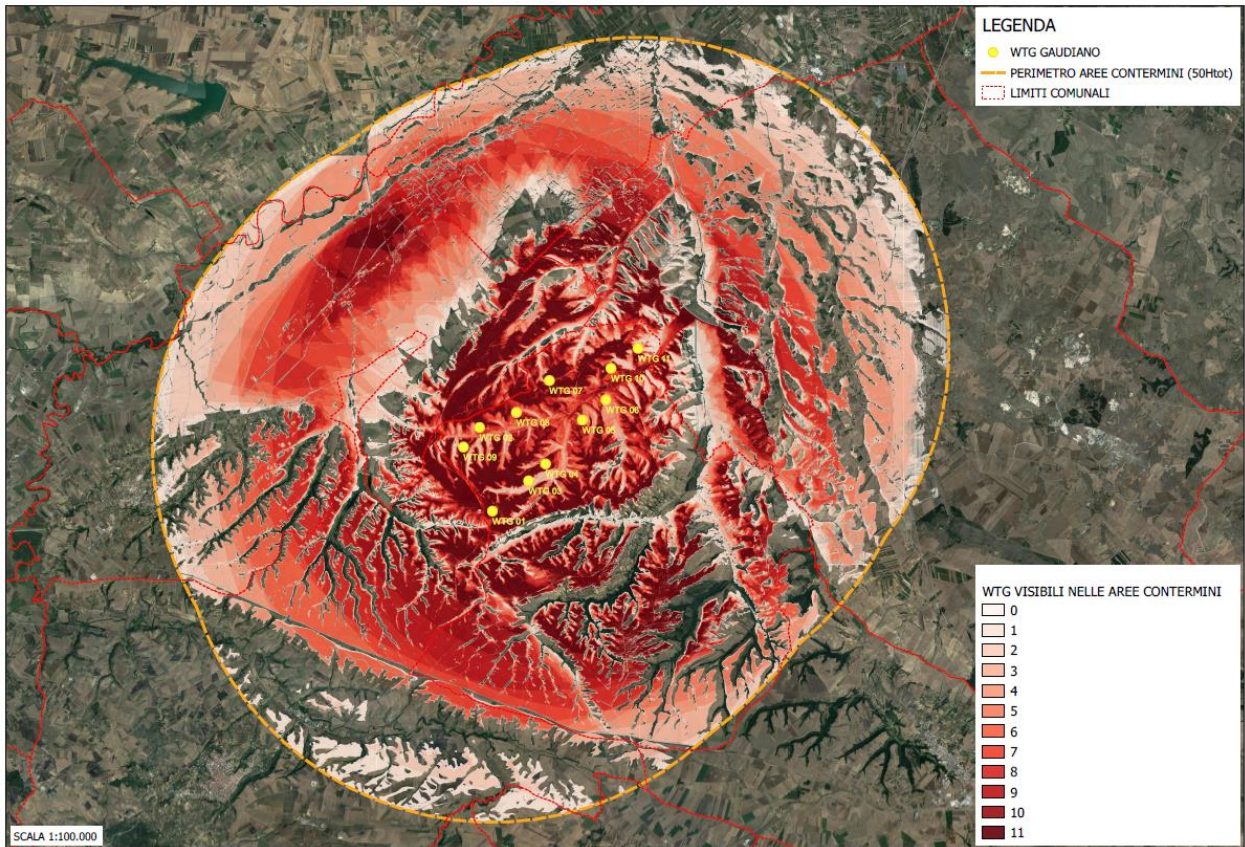 LEGENDA
WTG GAUDIANO
PERIMETRO AREE CONTERMINI (50Htot)
LIMITI COMUNALI
WTG 11
WTG 10
WTG 07
WTG 06
WTG 08
WTG 05
WTG 02
WTG 09
WTG 04
WTG 03
WTG 01
WTG VISIBILI NELLE AREE CONTERMINI
0
1
2
3
4
5
6
7
8
9
10
11
SCALA 1:100.000